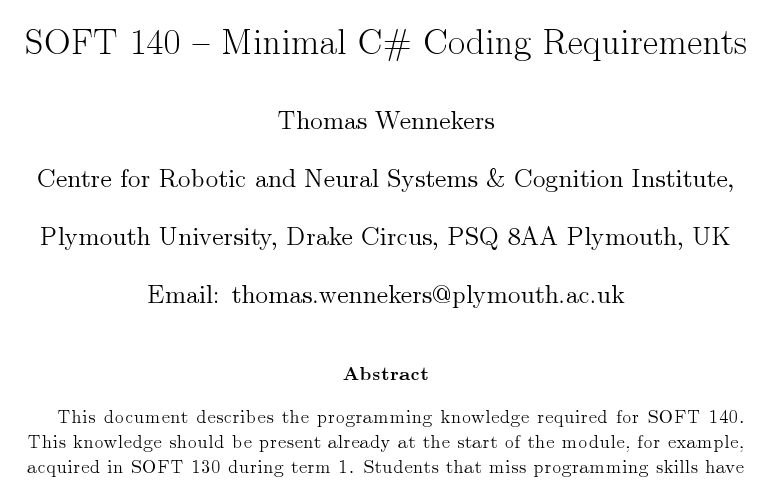 SOFT 140 – Minimal C# Coding Requirements
Thomas Wennekers
Centre for Robotic and Neural Systems & Cognition Institute,
Plymouth University, Drake Circus, PSQ 8AA Plymouth, UK
Email: thomas.wennekers@plymouth.ac.uk
Abstract
This document describes the programming knowledge required for SOFT 140.
This knowledge should be present already at the start of the module, for example,
acquired in SOFT 130 during term 1. Students that miss programming skills have